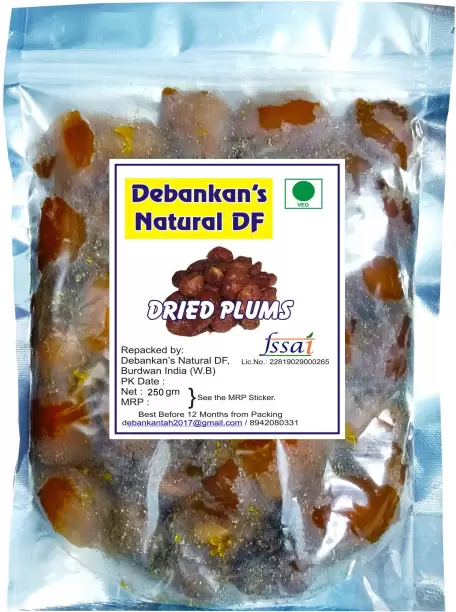 Debankan's
Natural DF
VEG
DRIED PLUMS
fssai
Lic.No.: 22819029000265
Repacked by:
Debankan's Natural DF,
Burdwan India (W.B)
PK Date :
Net : 250 gm
MRP :
} See the MRP Sticker.
Best Before 12 Months from Packing
debankantah2017@gmail.com / 8942080331